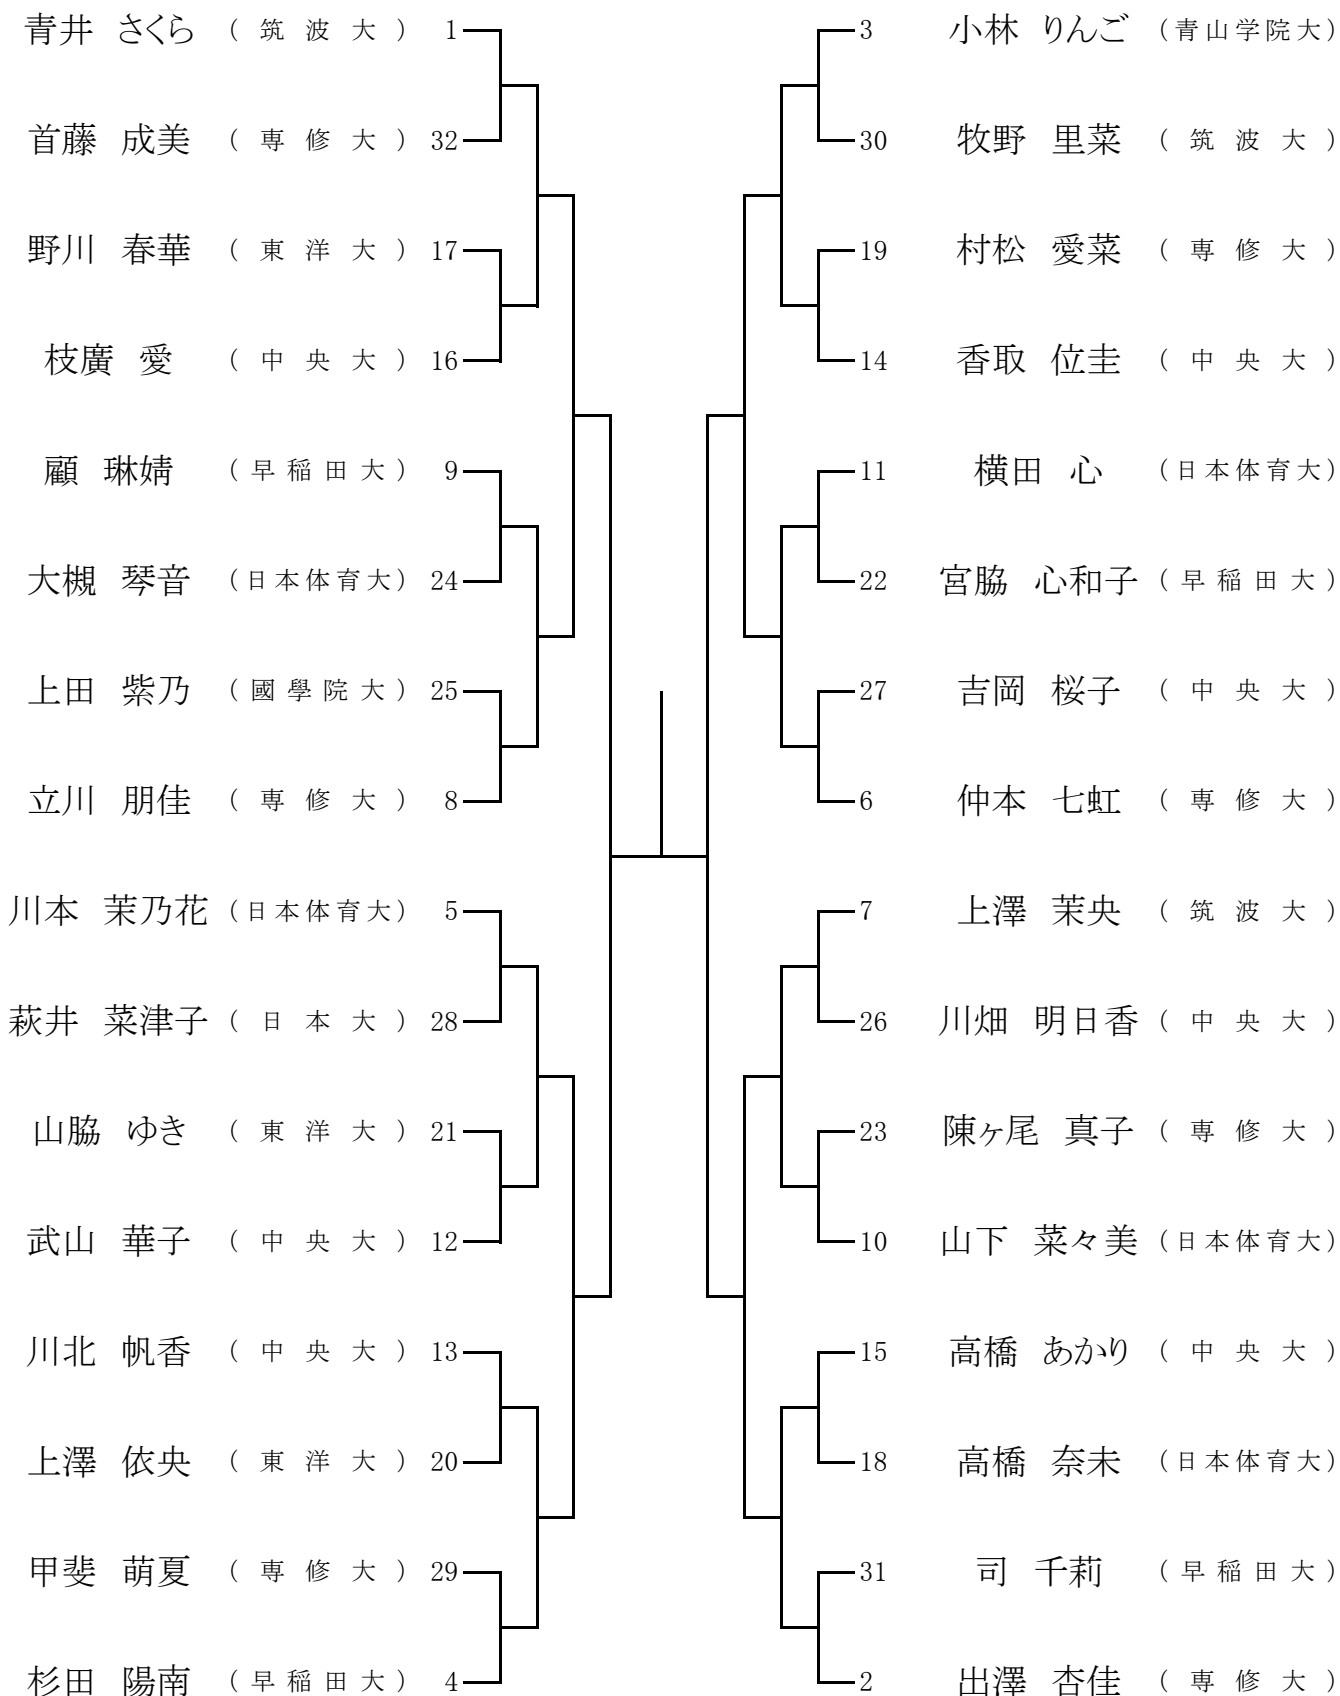 青井 さくら （筑波大） 1
首藤 成美 （専修大） 32
野川 春華 （東洋大） 17
枝廣 愛 （中央大） 16
顧 琳婧 （早稲田大） 9
大槻 琴音 （日本体育大） 24
上田 紫乃 （國學院大） 25
立川 朋佳 （専修大） 8
川本 茉乃花 （日本体育大） 5
萩井 菜津子 （日本大） 28
山脇 ゆき （東洋大） 21
武山 華子 （中央大） 12
川北 帆香 （中央大） 13
上澤 依央 （東洋大） 20
甲斐 萌夏 （専修大） 29
杉田 陽南 （早稲田大） 4
3 小林 りんご （青山学院大）
30 牧野 里菜 （筑波大）
19 村松 愛菜 （専修大）
14 香取 位圭 （中央大）
11 横田 心 （日本体育大）
22 宮脇 心和子 （早稲田大）
27 吉岡 桜子 （中央大）
6 仲本 七虹 （専修大）
7 上澤 茉央 （筑波大）
26 川畑 明日香 （中央大）
23 陳ヶ尾 真子 （専修大）
10 山下 菜々美 （日本体育大）
15 高橋 あかり （中央大）
18 高橋 奈未 （日本体育大）
31 司 千莉 （早稲田大）
2 出澤 杏佳 （専修大）